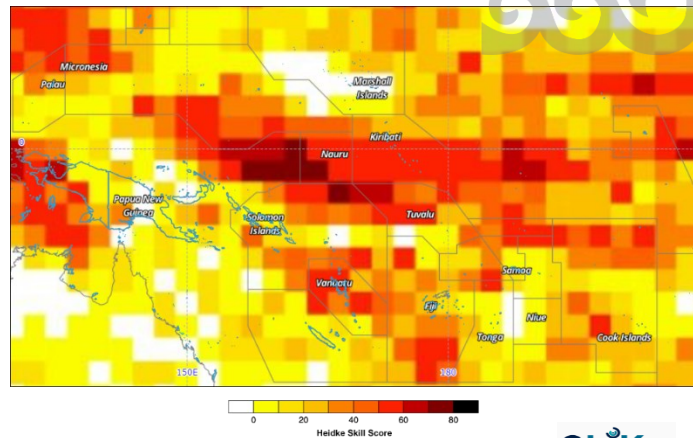 Micronesia
Palau
Marshall
Islands
Kiribati
0
Nauru
Papua New
Guinea
Solomon
Islands
Tuvalu
Vanuatu
Samoa
Fiji
Niue
Tonga
Cook Islands
150E
180
0 20 40 60 80
Heidke Skill Score